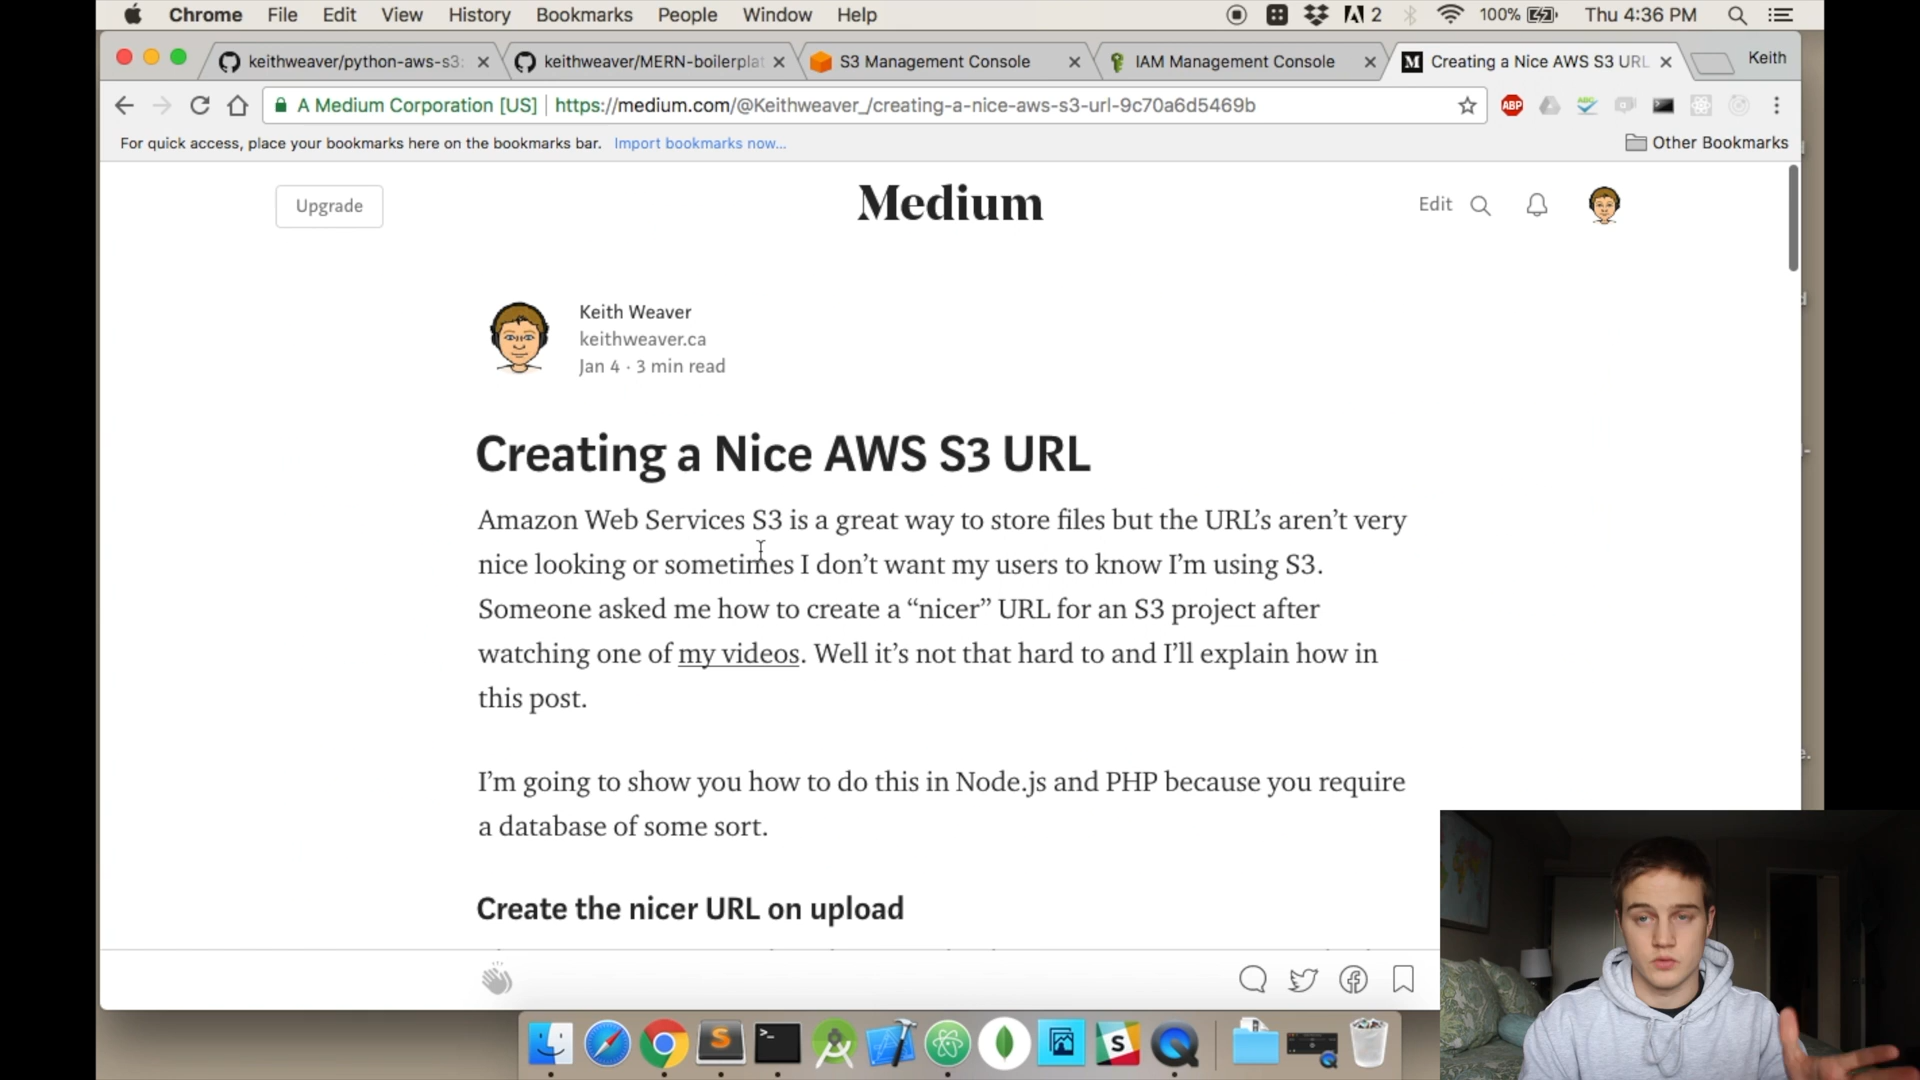 Chrome File Edit View History Bookmarks People Window Help 2 100% Thu 4:36 PM
keithweaver/python-aws-s3 keithweaver/MERN-boilerplat S3 Management Console IAM Management Console M Creating a Nice AWS S3 URL Keith
A Medium Corporation [US] https://medium.com/@Keithweaver_/creating-a-nice-aws-s3-url-9c70a6d5469b ABP
For quick access, place your bookmarks here on the bookmarks bar. Import bookmarks now... Other Bookmarks
Upgrade Medium Edit
Keith Weaver
keithweaver.ca
Jan 4 · 3 min read
Creating a Nice AWS S3 URL
Amazon Web Services S3 is a great way to store files but the URL’s aren’t very
nice looking or sometimes I don’t want my users to know I’m using S3.
Someone asked me how to create a “nicer” URL for an S3 project after
watching one of my videos. Well it’s not that hard to and I’ll explain how in
this post.
I’m going to show you how to do this in Node.js and PHP because you require
a database of some sort.
Create the nicer URL on upload